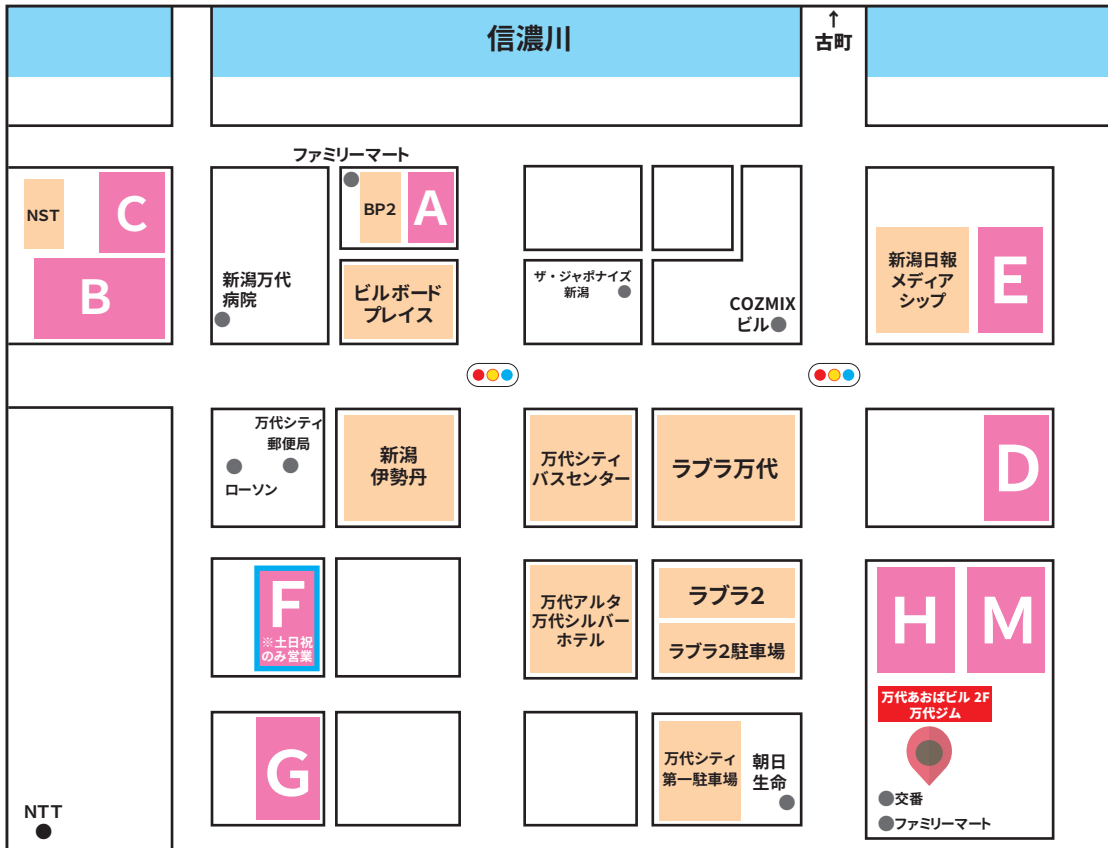 信濃川
↑
古町
ファミリーマート
NST
C
B
新潟万代
病院
BP2
A
ビルボード
プレイス
ザ・ジャポナイズ
新潟
COZMIX
ビル
新潟日報
メディア
シップ
E
万代シティ
郵便局
ローソン
新潟
伊勢丹
万代シティ
バスセンター
ラブラ万代
D
F
※土日祝
のみ営業
万代アルタ
万代シルバー
ホテル
ラブラ2
ラブラ2駐車場
H
M
万代あおばビル 2F
万代ジム
G
万代シティ
第一駐車場
朝日
生命
交番
ファミリーマート
NTT